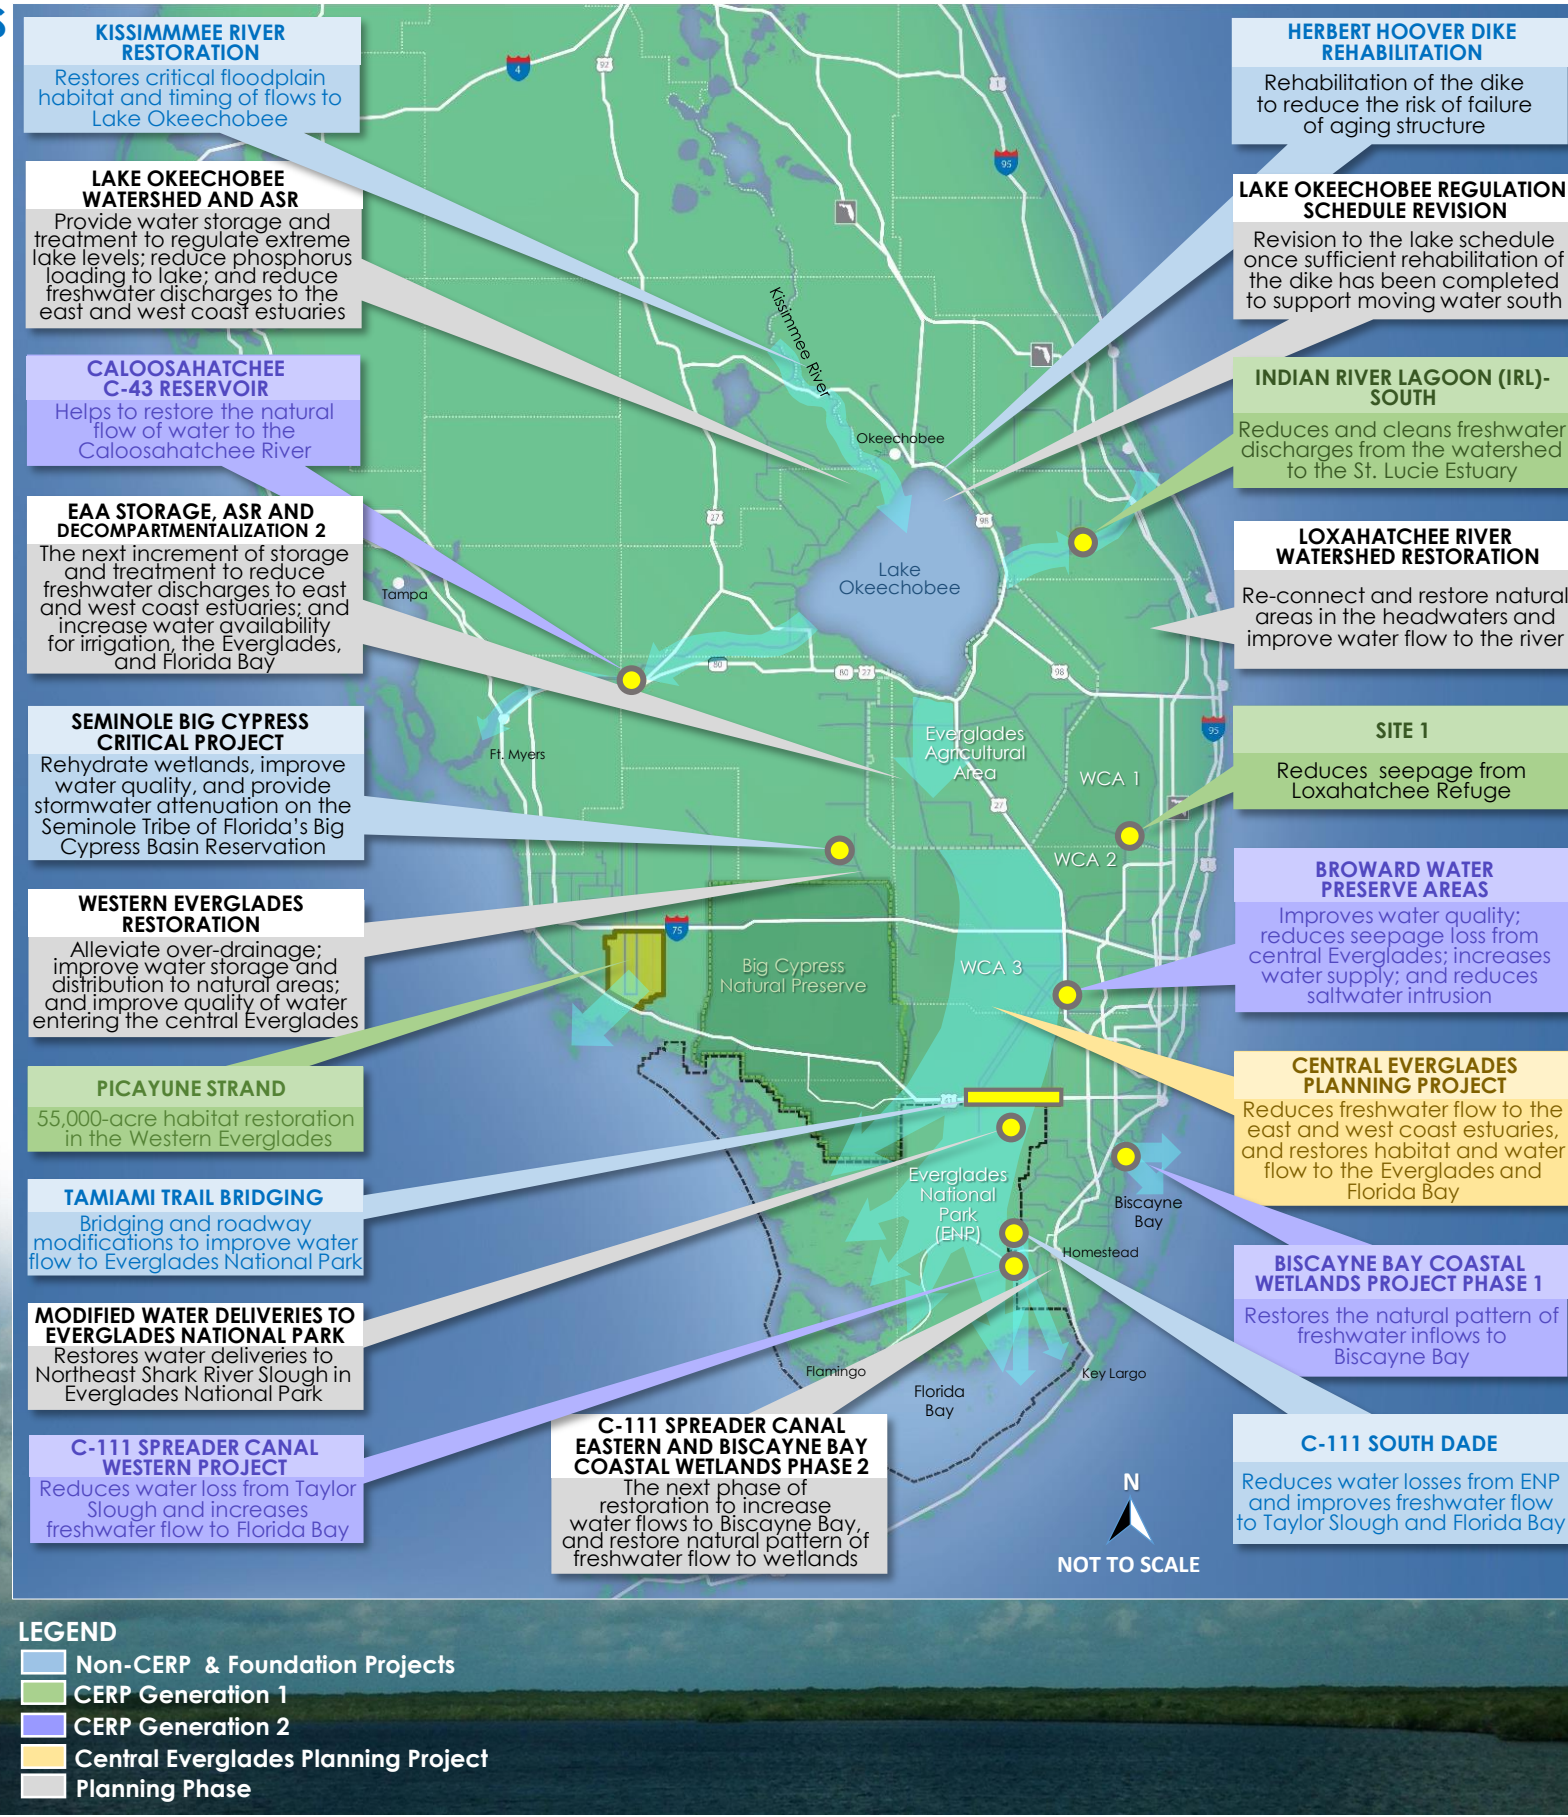 S
KISSIMMMEE RIVER
RESTORATION
Restores critical floodplain
habitat and timing of flows to
Lake Okeechobee
LAKE OKEECHOBEE
WATERSHED AND ASR
Provide water storage and
treatment to regulate extreme
lake levels; reduce phosphorus
loading to lake; and reduce
freshwater discharges to the
east and west coast estuaries
CALOOSAHATCHEE
C-43 RESERVOIR
Helps to restore the natural
flow of water to the
Caloosahatchee River
EAA STORAGE, ASR AND
DECOMPARTMENTALIZATION 2
The next increment of storage
and treatment to reduce
freshwater discharges to east
and west coast estuaries; and
increase water availability
for irrigation, the Everglades,
and Florida Bay
SEMINOLE BIG CYPRESS
CRITICAL PROJECT
Rehydrate wetlands, improve
water quality, and provide
stormwater attenuation on the
Seminole Tribe of Florida's Big
Cypress Basin Reservation
WESTERN EVERGLADES
RESTORATION
Alleviate over-drainage;
improve water storage and
distribution to natural areas;
and improve quality of water
entering the central Everglades
PICAYUNE STRAND
55,000-acre habitat restoration
in the Western Everglades
TAMIAMI TRAIL BRIDGING
Bridging and roadway
modifications to improve water
flow to Everglades National Park
MODIFIED WATER DELIVERIES TO
EVERGLADES NATIONAL PARK
Restores water deliveries to
Northeast Shark River Slough in
Everglades National Park
C-111 SPREADER CANAL
WESTERN PROJECT
Reduces water loss from Taylor
Slough and increases
freshwater flow to Florida Bay
4
92
1
95
Kissimmee River
Okeechobee
27
98
Lake
Okeechobee
Tampa
80
80
27
98
95
Ft. Myers
Everglades
Agricultural
Area
WCA 1
27
WCA 2
1
75
Big Cypress
Natural Preserve
WCA 3
Everglades
National
Park
(ENP)
Biscayne
Bay
Homestead
Flamingo
Florida
Bay
Key Largo
C-111 SPREADER CANAL
EASTERN AND BISCAYNE BAY
COASTAL WETLANDS PHASE 2
The next phase of
restoration to increase
water flows to Biscayne Bay,
and restore natural pattern of
freshwater flow to wetlands
N
NOT TO SCALE
HERBERT HOOVER DIKE
REHABILITATION
Rehabilitation of the dike
to reduce the risk of failure
of aging structure
LAKE OKEECHOBEE REGULATION
SCHEDULE REVISION
Revision to the lake schedule
once sufficient rehabilitation of
the dike has been completed
to support moving water south
INDIAN RIVER LAGOON (IRL)-
SOUTH
Reduces and cleans freshwater
discharges from the watershed
to the St. Lucie Estuary
LOXAHATCHEE RIVER
WATERSHED RESTORATION
Re-connect and restore natural
areas in the headwaters and
improve water flow to the river
SITE 1
Reduces seepage from
Loxahatchee Refuge
BROWARD WATER
PRESERVE AREAS
Improves water quality;
reduces seepage loss from
central Everglades; increases
water supply; and reduces
saltwater intrusion
CENTRAL EVERGLADES
PLANNING PROJECT
Reduces freshwater flow to the
east and west coast estuaries,
and restores habitat and water
flow to the Everglades and
Florida Bay
BISCAYNE BAY COASTAL
WETLANDS PROJECT PHASE 1
Restores the natural pattern of
freshwater inflows to
Biscayne Bay
C-111 SOUTH DADE
Reduces water losses from ENP
and improves freshwater flow
to Taylor Slough and Florida Bay
LEGEND
Non-CERP & Foundation Projects
CERP Generation 1
CERP Generation 2
Central Everglades Planning Project
Planning Phase